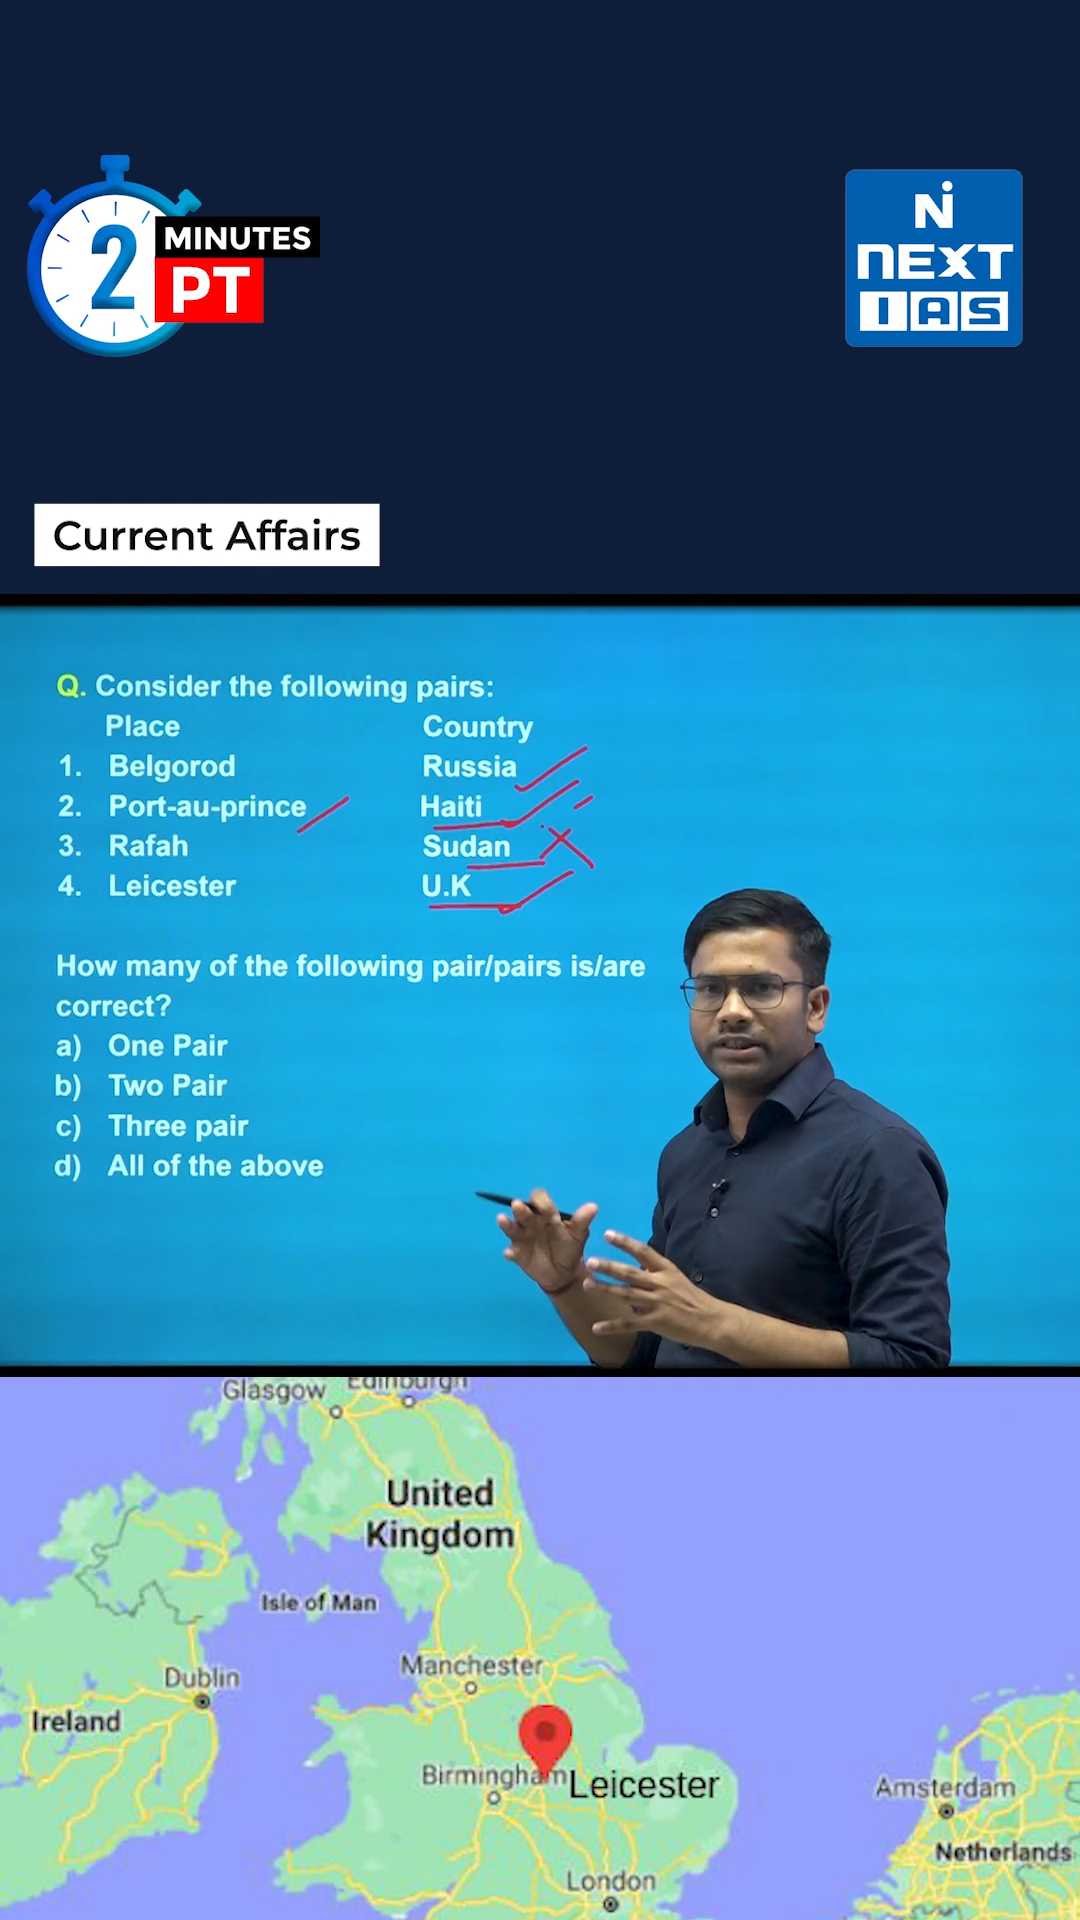 2
MINUTES
PT
Ni
NEXT
IAS
Current Affairs
Q. Consider the following pairs:
Place Country
1. Belgorod Russia
2. Port-au-prince Haiti
3. Rafah Sudan
4. Leicester U.K
How many of the following pair/pairs is/are
correct?
a) One Pair
b) Two Pair
c) Three pair
d) All of the above
Glasgow Edinburgh
United
Kingdom
Isle of Man
Manchester
Dublin
Ireland
Birmingham Leicester
Amsterdam
Netherlands
London